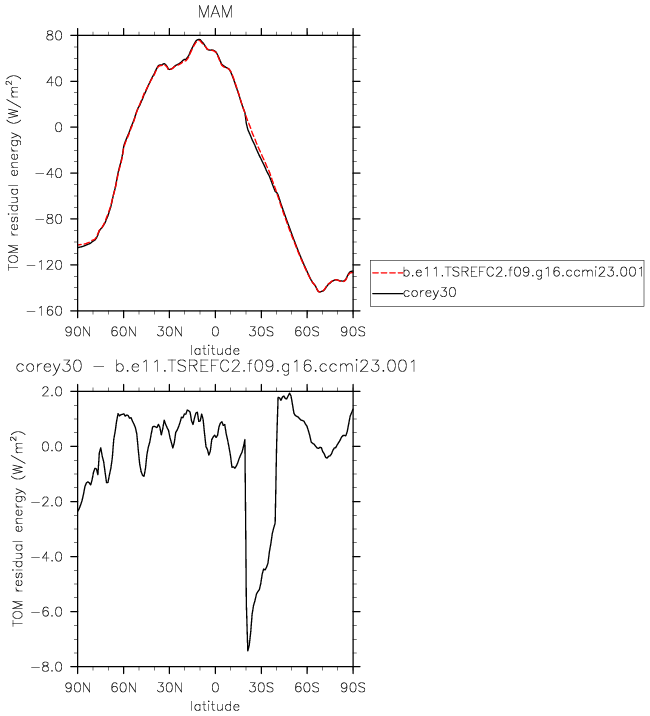 MAM
TOM residual energy (W/m²)
80
40
0
−40
−80
−120
−160
90N 60N 30N 0 30S 60S 90S
latitude
b.e11.TSREFC2.f09.g16.ccmi23.001
corey30
corey30 − b.e11.TSREFC2.f09.g16.ccmi23.001
TOM residual energy (W/m²)
2.0
0.0
−2.0
−4.0
−6.0
−8.0
90N 60N 30N 0 30S 60S 90S
latitude